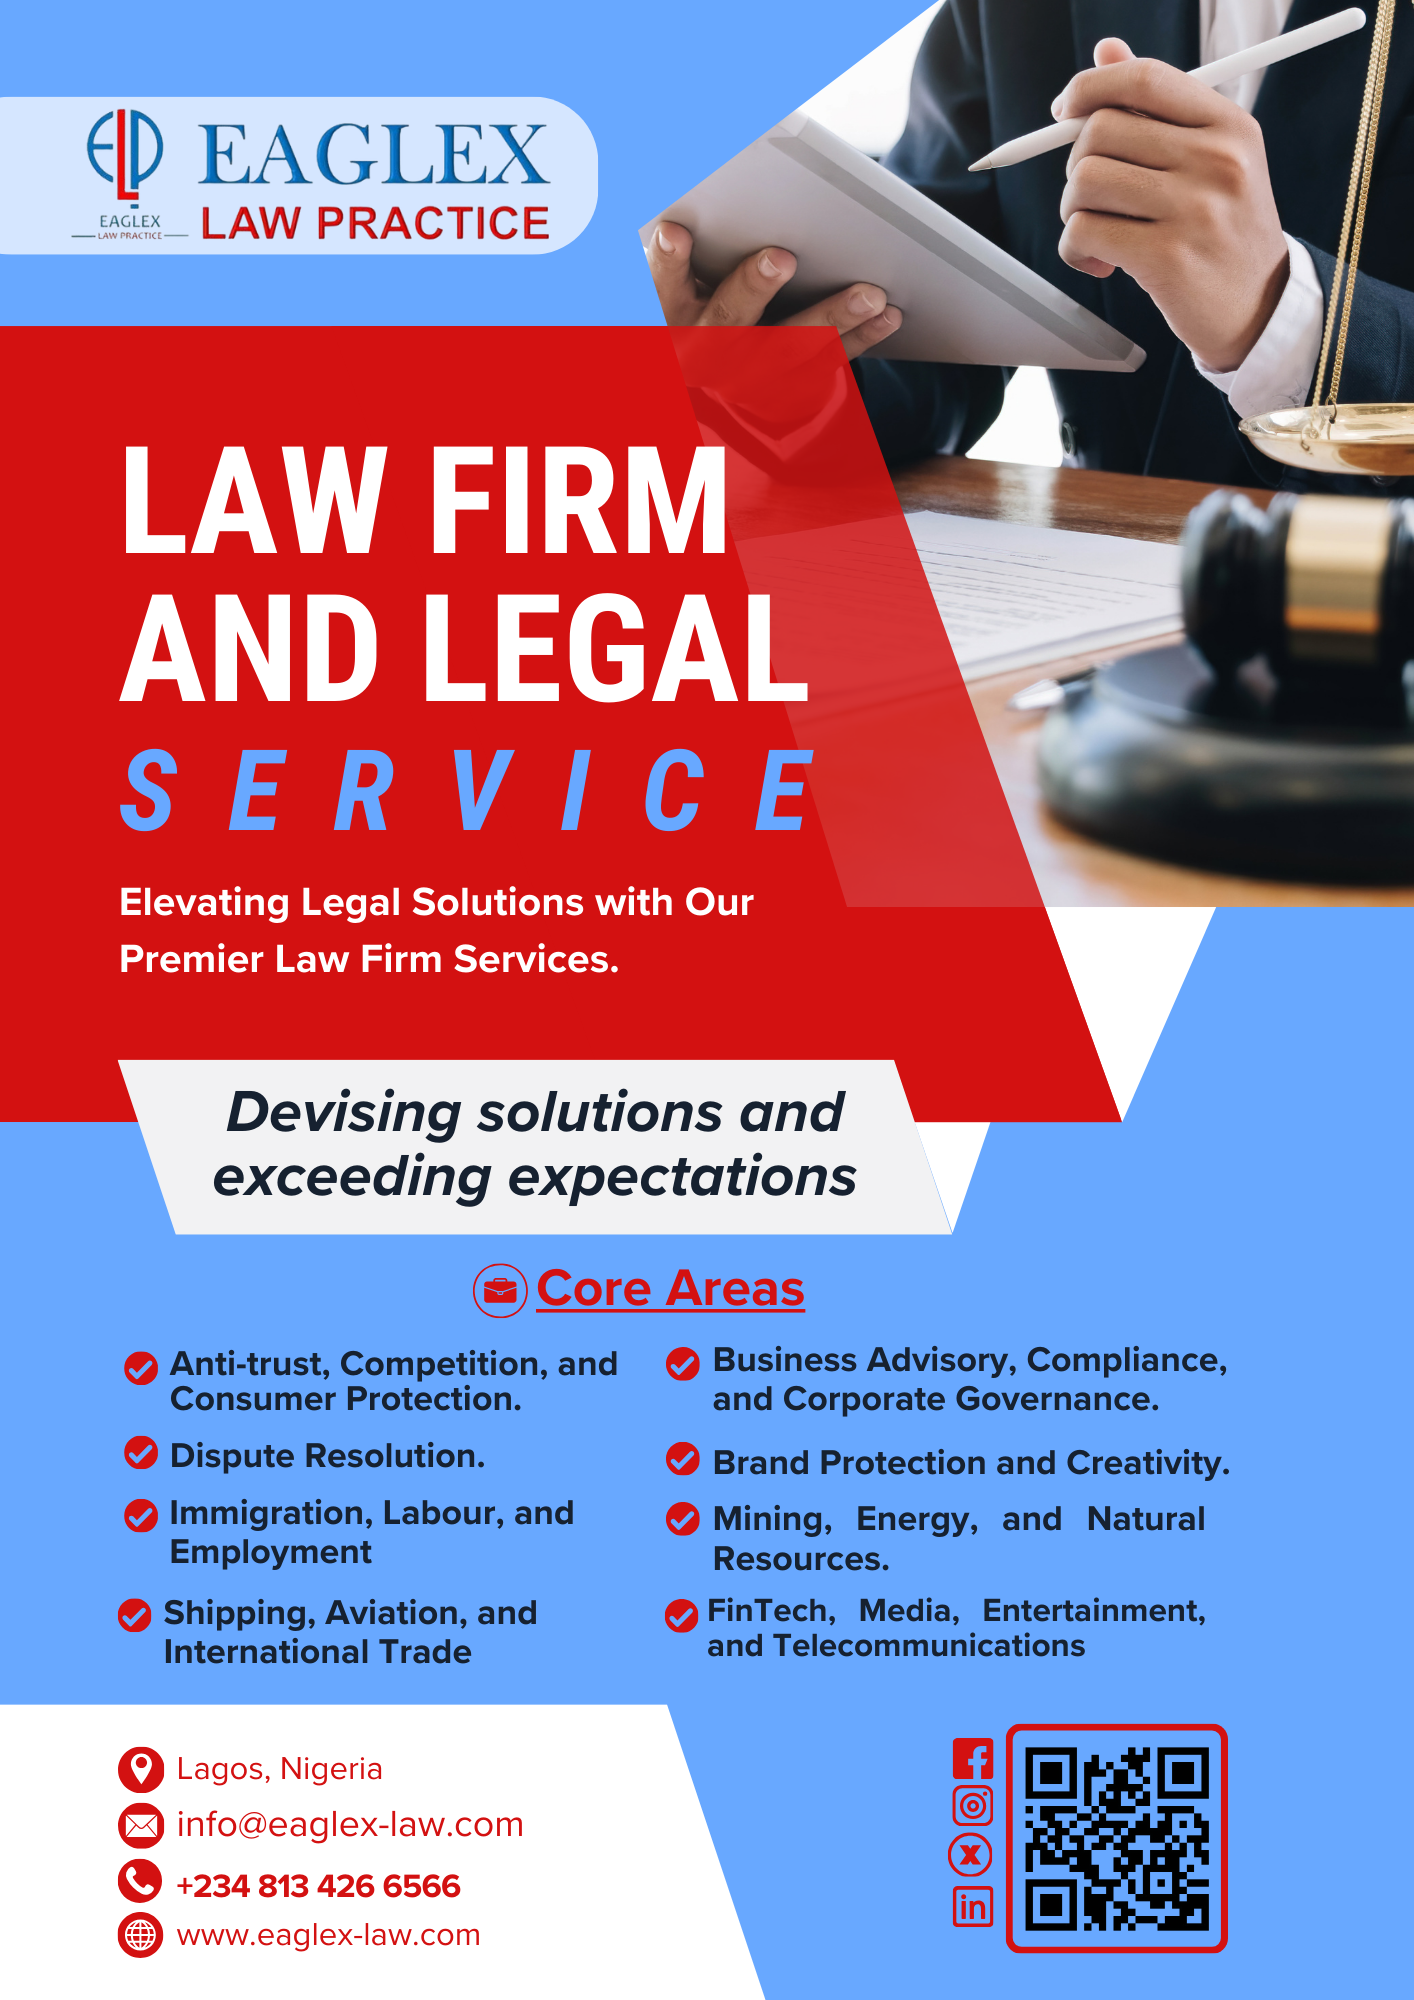 ELP
EAGLEX
LAW PRACTICE
EAGLEX
LAW PRACTICE
LAW FIRM
AND LEGAL
SERVICE
Elevating Legal Solutions with Our
Premier Law Firm Services.
Devising solutions and
exceeding expectations
Core Areas
Anti-trust, Competition, and
Consumer Protection.
Dispute Resolution.
Immigration, Labour, and
Employment
Shipping, Aviation, and
International Trade
Business Advisory, Compliance,
and Corporate Governance.
Brand Protection and Creativity.
Mining, Energy, and Natural
Resources.
FinTech, Media, Entertainment,
and Telecommunications
Lagos, Nigeria
info@eaglex-law.com
+234 813 426 6566
www.eaglex-law.com
f
X
in